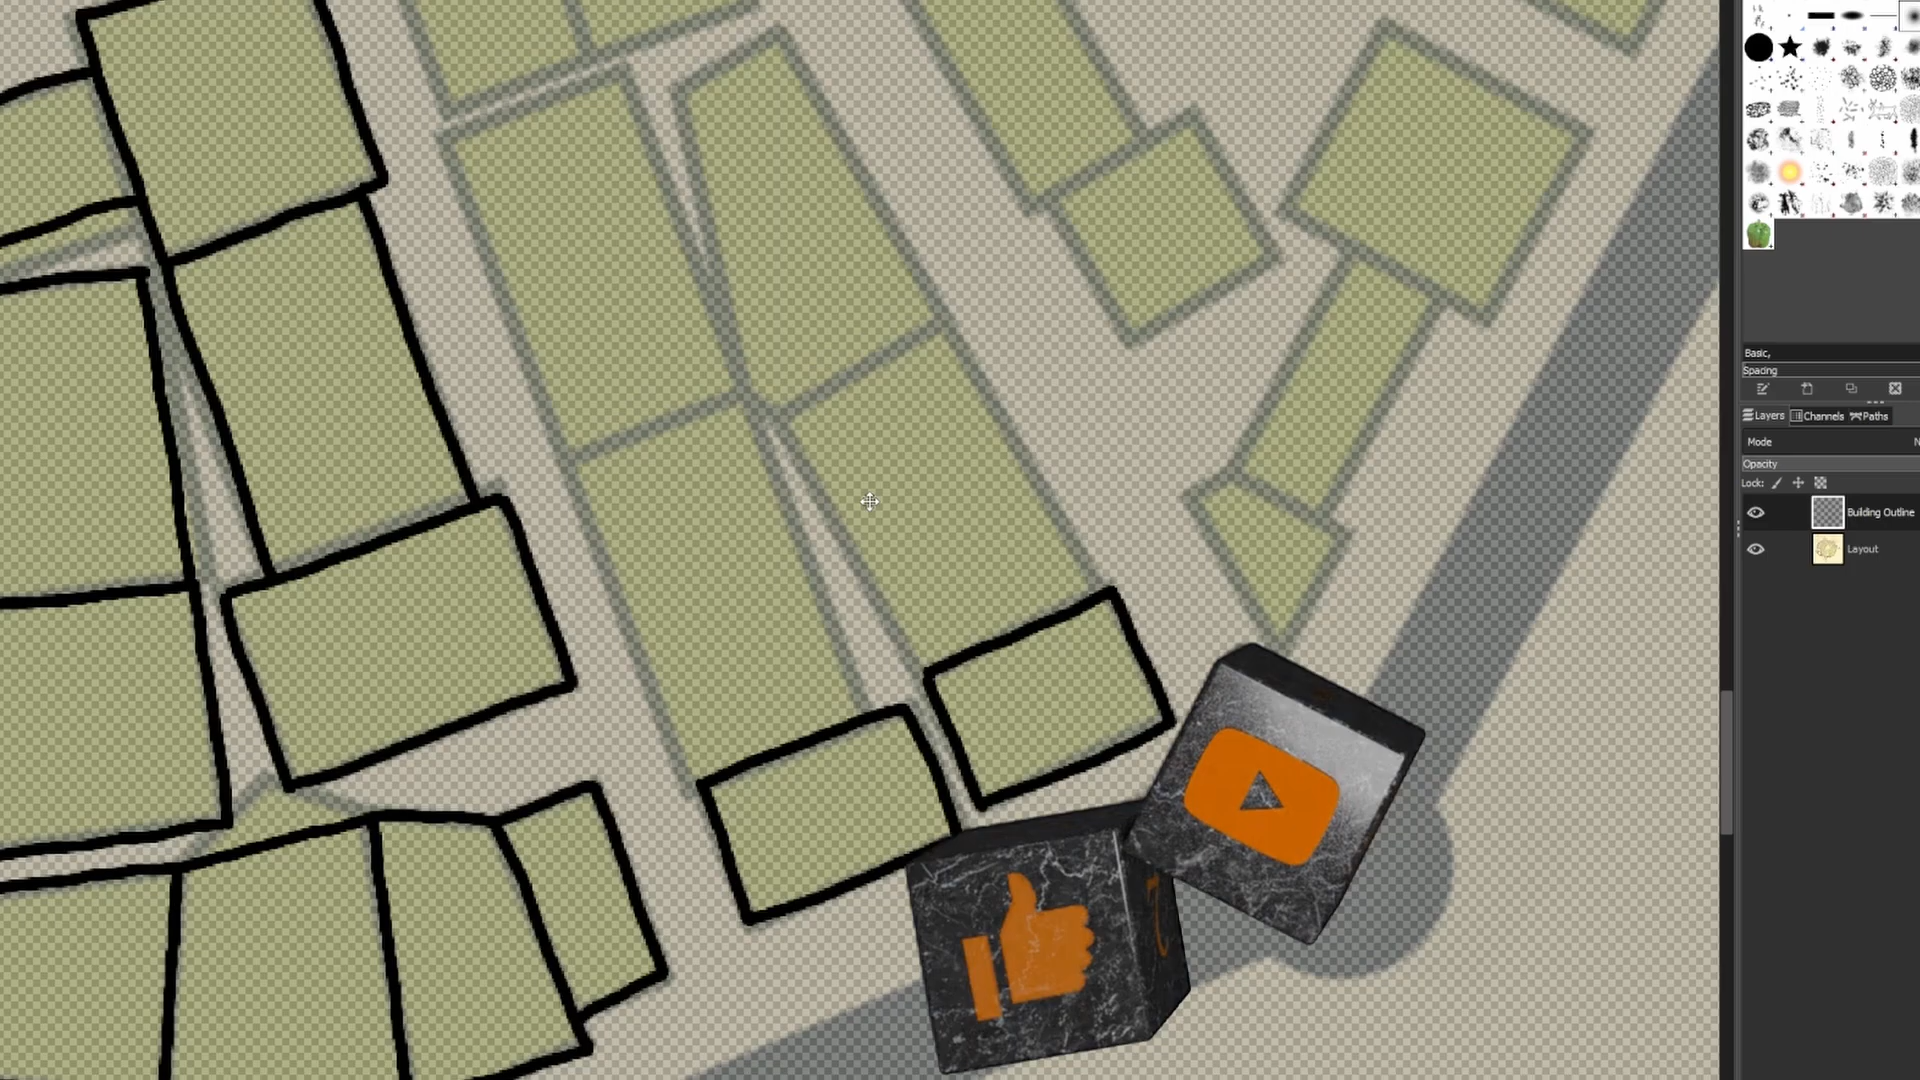 Basic,
Spacing
Layers Channels Paths
Mode N
Opacity
Lock:
Building Outline
Layout